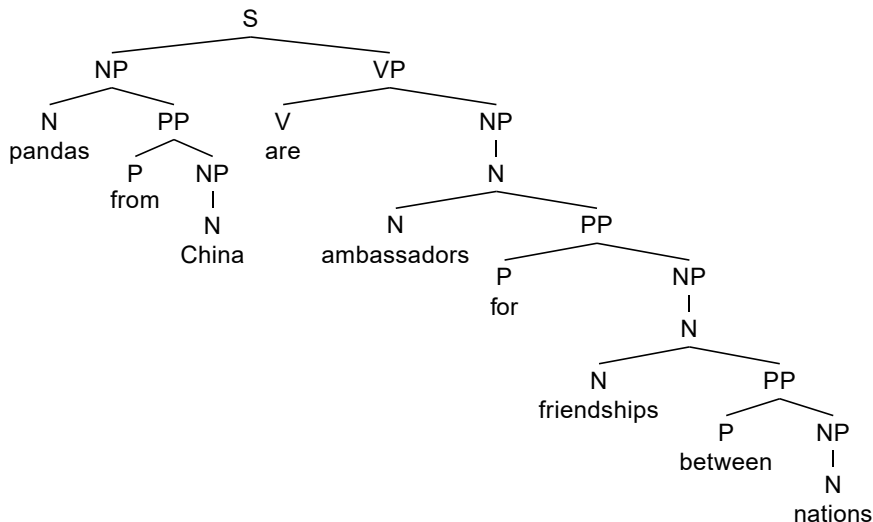 S
NP VP
N PP V NP
pandas are
P NP N
from
N N PP
China ambassadors
P NP
for
N
N PP
friendships
P NP
between
N
nations